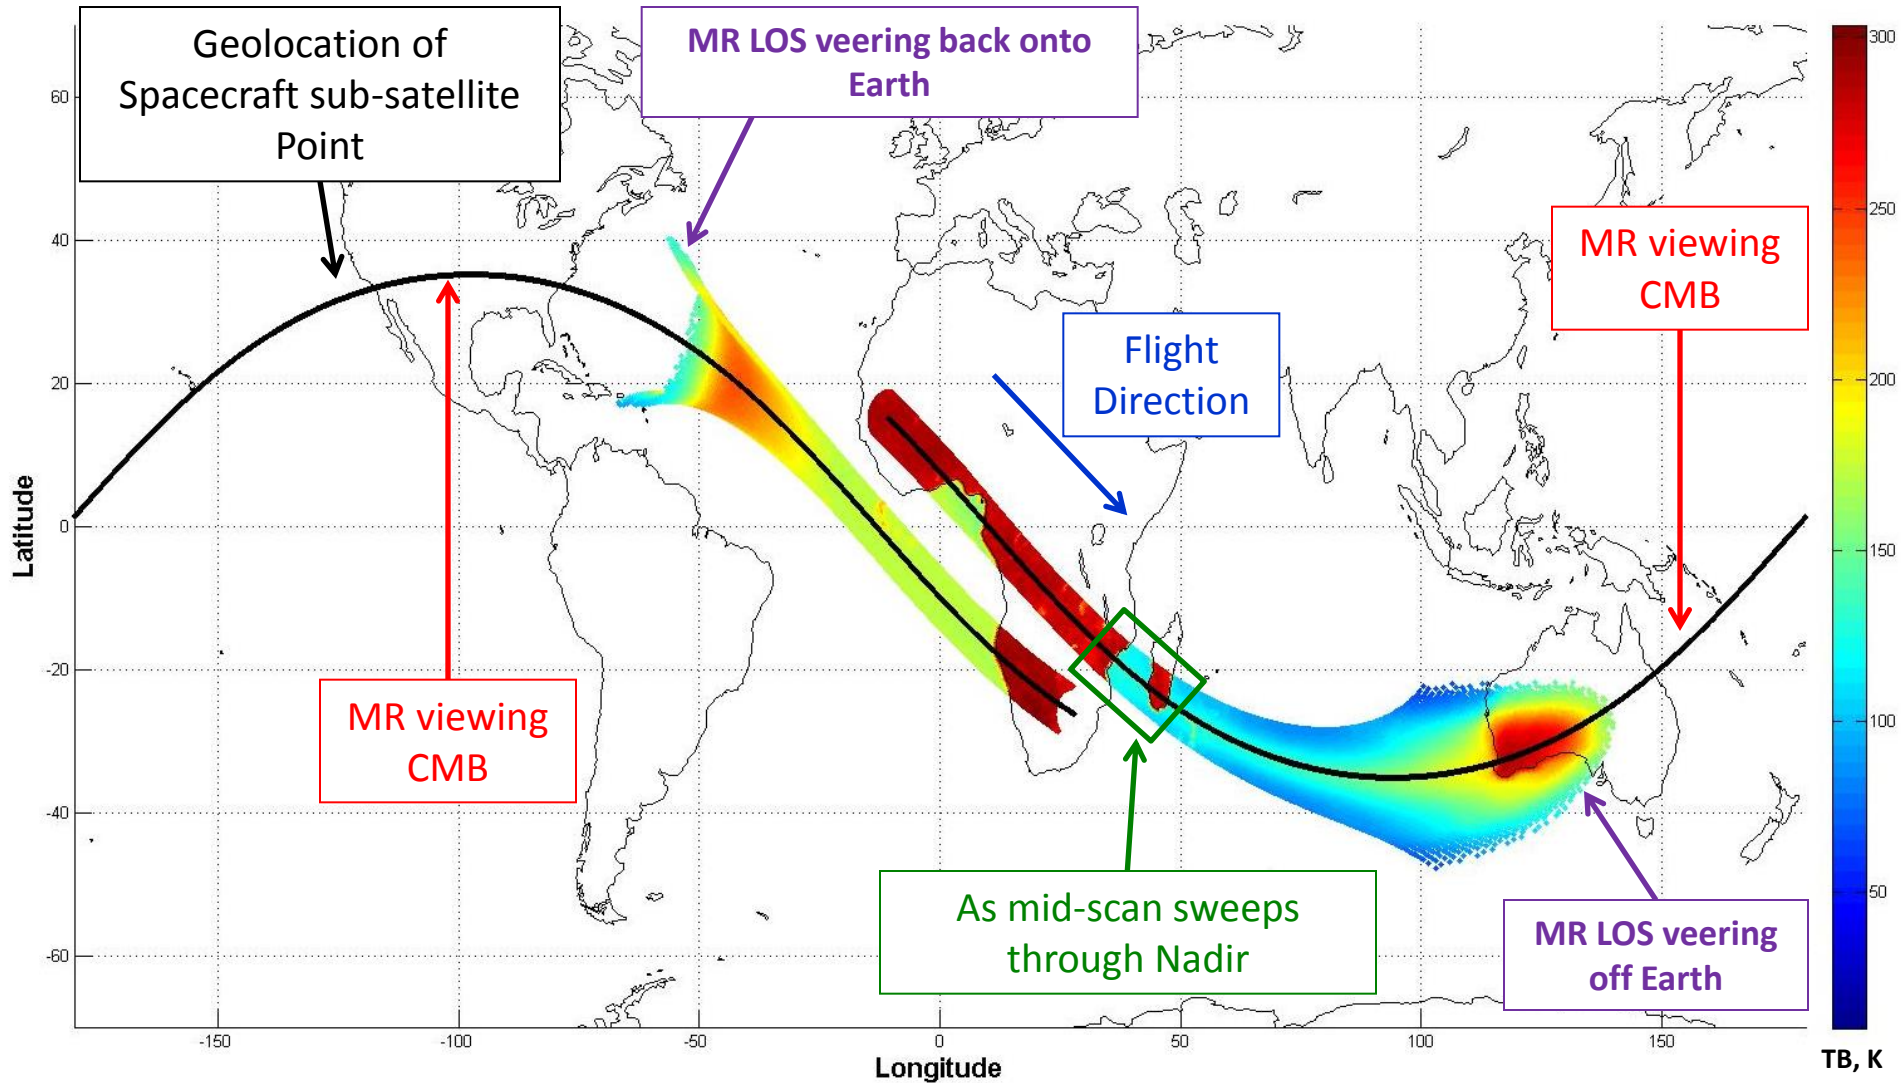 Geolocation of
Spacecraft sub-satellite
Point
MR LOS veering back onto
Earth
MR viewing
CMB
Flight
Direction
MR viewing
CMB
As mid-scan sweeps
through Nadir
MR LOS veering
off Earth
60
40
20
0
-20
-40
-60
Latitude
-150
-100
-50
0
50
100
150
Longitude
300
250
200
150
100
50
TB, K